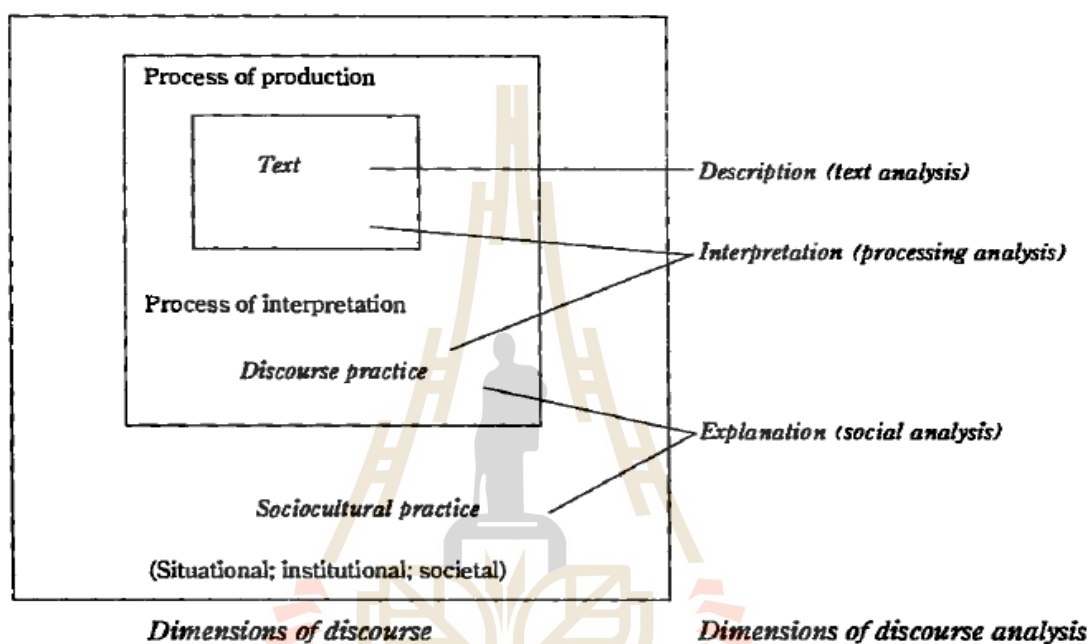 Process of production
Text
Description (text analysis)
Interpretation (processing analysis)
Process of interpretation
Discourse practice
Explanation (social analysis)
Sociocultural practice
(Situational; institutional; societal)
Dimensions of discourse
Dimensions of discourse analysis